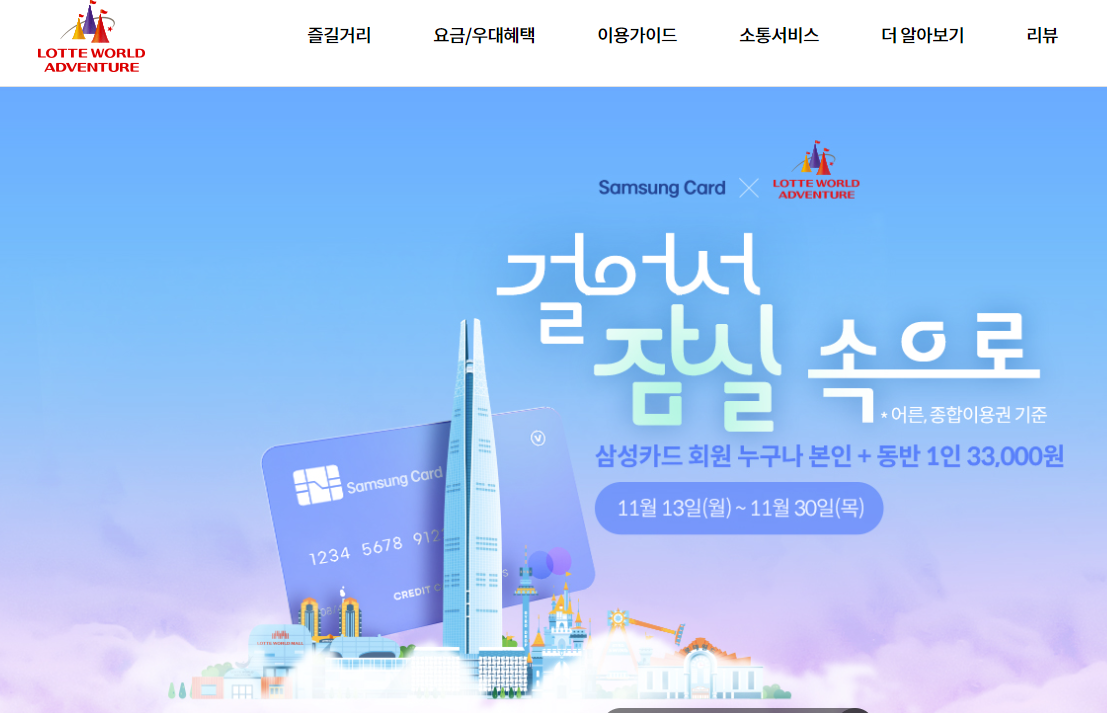 LOTTE WORLD
ADVENTURE
즐길거리 요금/우대혜택 이용가이드 소통서비스 더 알아보기 리뷰
Samsung Card LOTTE WORLD
ADVENTURE
걸어서
잠실 속으로
* 어른, 종합이용권 기준
삼성카드 회원 누구나 본인 + 동반 1인 33,000원
11월 13일(월) ~ 11월 30일(목)
Samsung Card
1234 5678 912
CREDIT C
LOTTE WORLD MALL